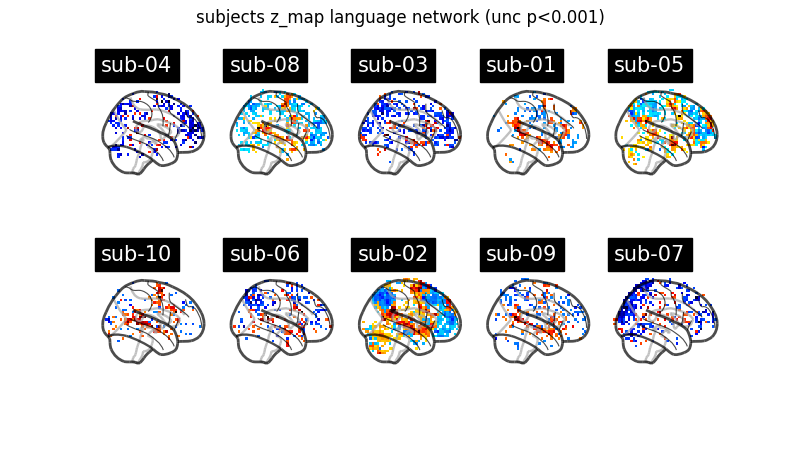 subjects z_map language network (unc p<0.001)
sub-04
sub-08
sub-03
sub-01
sub-05
sub-10
sub-06
sub-02
sub-09
sub-07